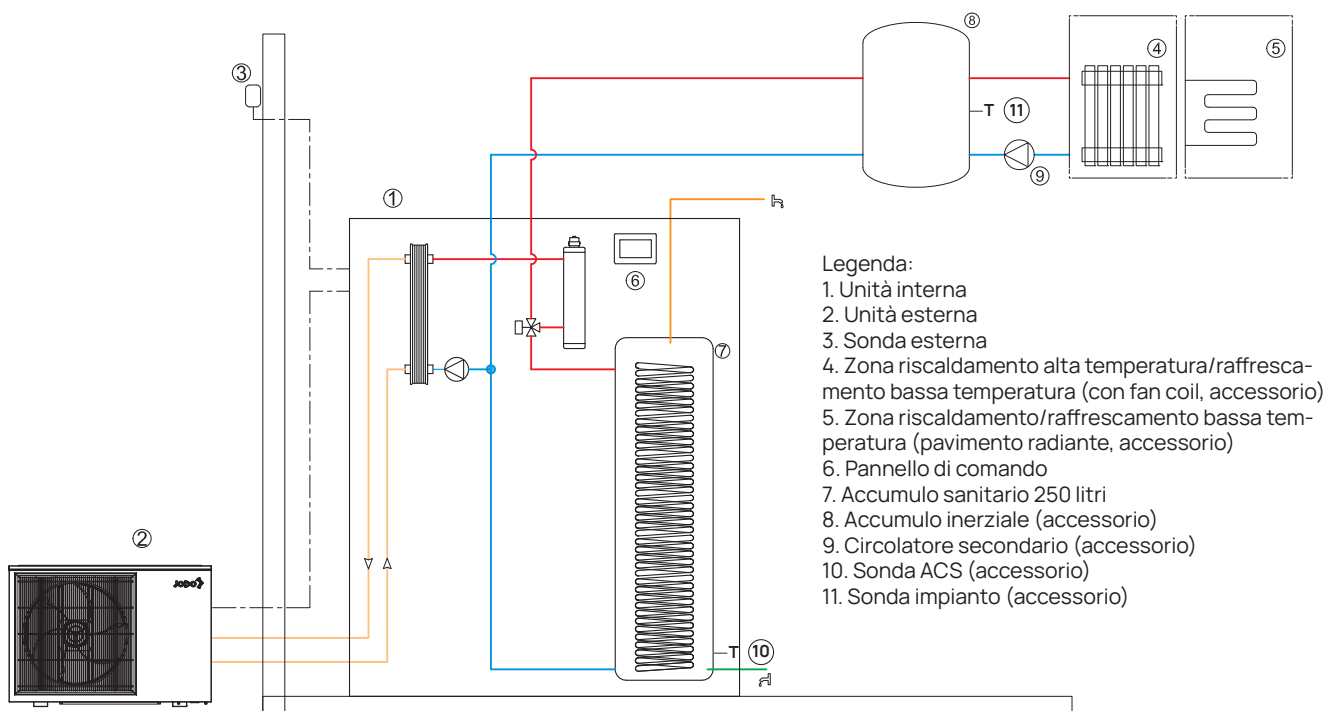 ⑧
③
④
⑤
T ⑪
⑨
①
⑥
⑦
②
JODO
T ⑩
Legenda:
1. Unità interna
2. Unità esterna
3. Sonda esterna
4. Zona riscaldamento alta temperatura/raffresca-
mento bassa temperatura (con fan coil, accessorio)
5. Zona riscaldamento/raffrescamento bassa tem-
peratura (pavimento radiante, accessorio)
6. Pannello di comando
7. Accumulo sanitario 250 litri
8. Accumulo inerziale (accessorio)
9. Circolatore secondario (accessorio)
10. Sonda ACS (accessorio)
11. Sonda impianto (accessorio)